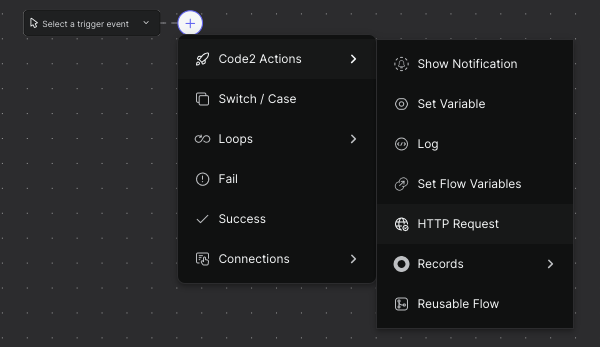 Select a trigger event
Code2 Actions
Switch / Case
Loops
Fail
Success
Connections
Show Notification
Set Variable
Log
Set Flow Variables
HTTP Request
Records
Reusable Flow